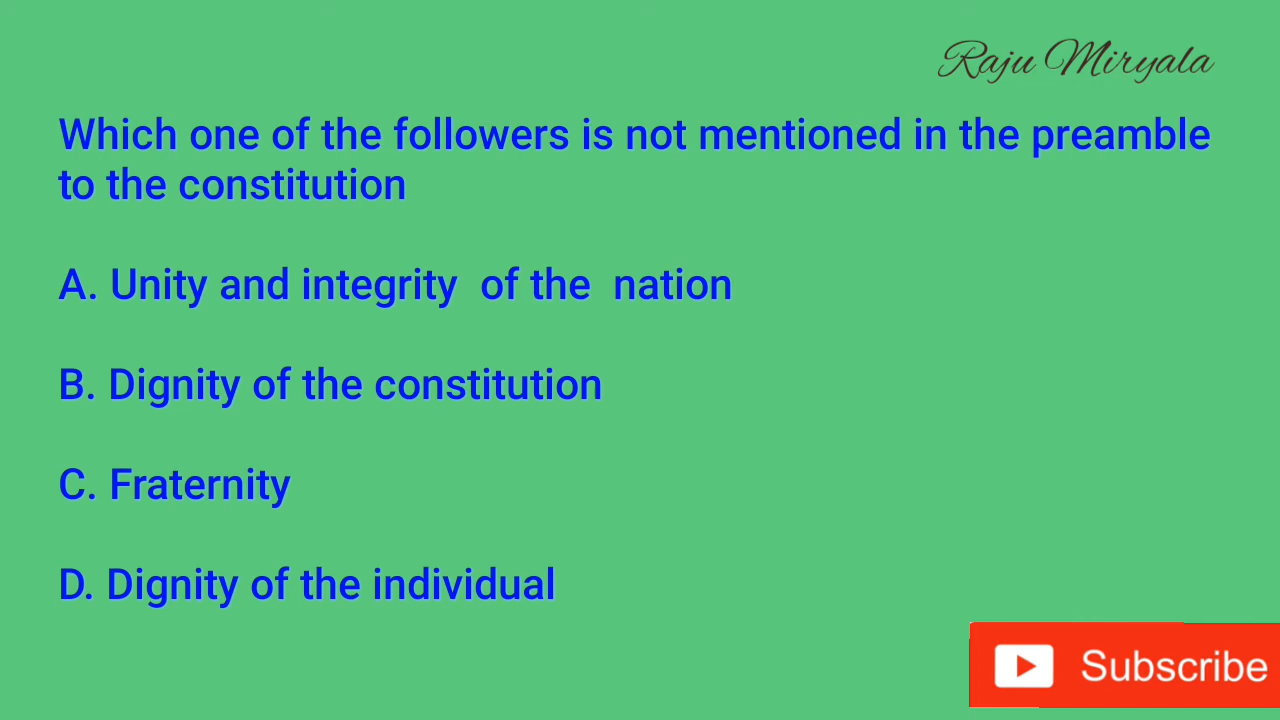 Raju Miryala
Which one of the followers is not mentioned in the preamble
to the constitution
A. Unity and integrity of the nation
B. Dignity of the constitution
C. Fraternity
D. Dignity of the individual
Subscribe